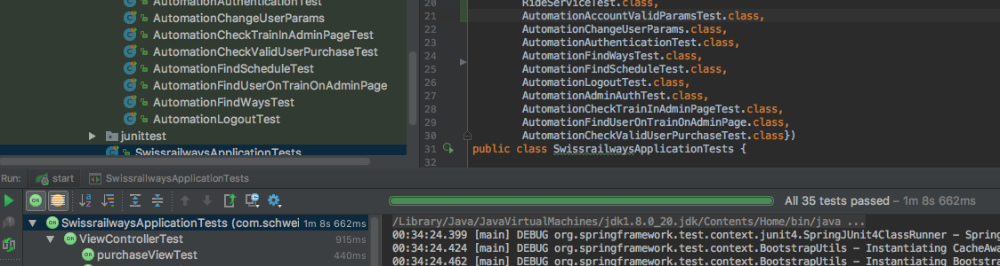 AutomationAuthenticationTest
AutomationChangeUserParams
AutomationCheckTrainInAdminPageTest
AutomationCheckValidUserPurchaseTest
AutomationFindScheduleTest
AutomationFindUserOnTrainOnAdminPage
AutomationFindWaysTest
AutomationLogoutTest
junittest
SwissrailwaysApplicationTests
20 RideServiceTest.class,
21 AutomationAccountValidParamsTest.class,
22 AutomationChangeUserParams.class,
23 AutomationAuthenticationTest.class,
24 AutomationFindWaysTest.class,
25 AutomationFindScheduleTest.class,
26 AutomationLogoutTest.class,
27 AutomationAdminAuthTest.class,
28 AutomationCheckTrainInAdminPageTest.class,
29 AutomationFindUserOnTrainOnAdminPage.class,
30 AutomationCheckValidUserPurchaseTest.class})
31 public class SwissrailwaysApplicationTests {
32
Run: start SwissrailwaysApplicationTests
All 35 tests passed – 1m 8s 662ms
SwissrailwaysApplicationTests (com.schwei 1m 8s 662ms
ViewControllerTest 915ms
purchaseViewTest 440ms
/Library/Java/JavaVirtualMachines/jdk1.8.0_20.jdk/Contents/Home/bin/java ...
00:34:24.399 [main] DEBUG org.springframework.test.context.junit4.SpringJUnit4ClassRunner - Sp
00:34:24.424 [main] DEBUG org.springframework.test.context.BootstrapUtils - Instantiating CacheAwa
00:34:24.462 [main] DEBUG org.springframework.test.context.BootstrapUtils - Instantiating Bootstr